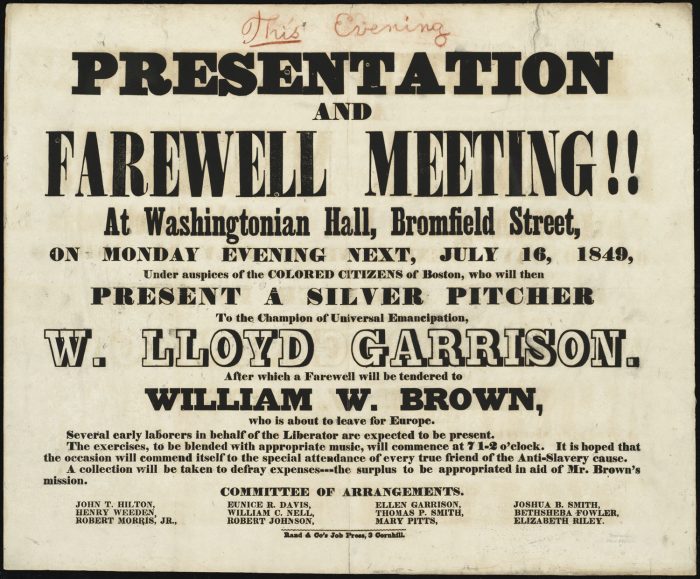 This Evening
PRESENTATION
AND
FAREWELL MEETING!!
At Washingtonian Hall, Bromfield Street,
ON MONDAY EVENING NEXT, JULY 16, 1849,
Under auspices of the COLORED CITIZENS of Boston, who will then
PRESENT A SILVER PITCHER
To the Champion of Universal Emancipation,
W. LLOYD GARRISON.
After which a Farewell will be tendered to
WILLIAM W. BROWN,
who is about to leave for Europe.
Several early laborers in behalf of the Liberator are expected to be present.
The exercises, to be blended with appropriate music, will commence at 7 1-2 o'clock. It is hoped that
the occasion will commend itself to the special attendance of every true friend of the Anti-Slavery cause.
A collection will be taken to defray expenses---the surplus to be appropriated in aid of Mr. Brown's
mission.
COMMITTEE OF ARRANGEMENTS.
JOHN T. HILTON, EUNICE R. DAVIS, ELLEN GARRISON, JOSHUA B. SMITH,
HENRY WEEDEN, WILLIAM C. NELL, THOMAS P. SMITH, BETHSHEBA FOWLER,
ROBERT MORRIS, JR., ROBERT JOHNSON, MARY PITTS, ELIZABETH RILEY.
Rand & Co's Job Press, 3 Cornhill.